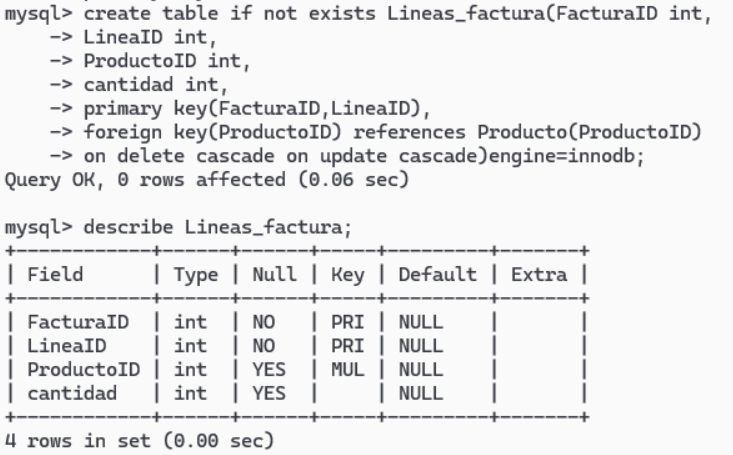 mysql> create table if not exists Lineas_factura(FacturaID int,
    -> LineaID int,
    -> ProductoID int,
    -> cantidad int,
    -> primary key(FacturaID,LineaID),
    -> foreign key(ProductoID) references Producto(ProductoID)
    -> on delete cascade on update cascade)engine=innodb;
Query OK, 0 rows affected (0.06 sec)

mysql> describe Lineas_factura;
+------------+------+------+-----+---------+-------+
| Field      | Type | Null | Key | Default | Extra |
+------------+------+------+-----+---------+-------+
| FacturaID  | int  | NO   | PRI | NULL    |       |
| LineaID    | int  | NO   | PRI | NULL    |       |
| ProductoID | int  | YES  | MUL | NULL    |       |
| cantidad   | int  | YES  |     | NULL    |       |
+------------+------+------+-----+---------+-------+
4 rows in set (0.00 sec)